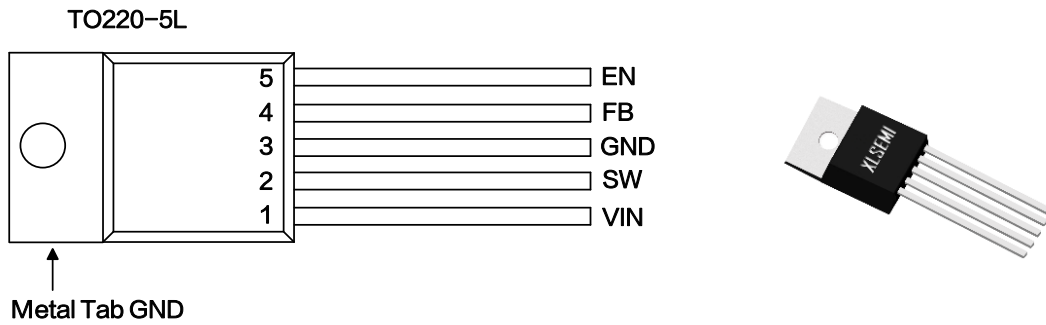 TO220-5L
5 EN
4 FB
3 GND
2 SW
1 VIN
Metal Tab GND
XLSEMI